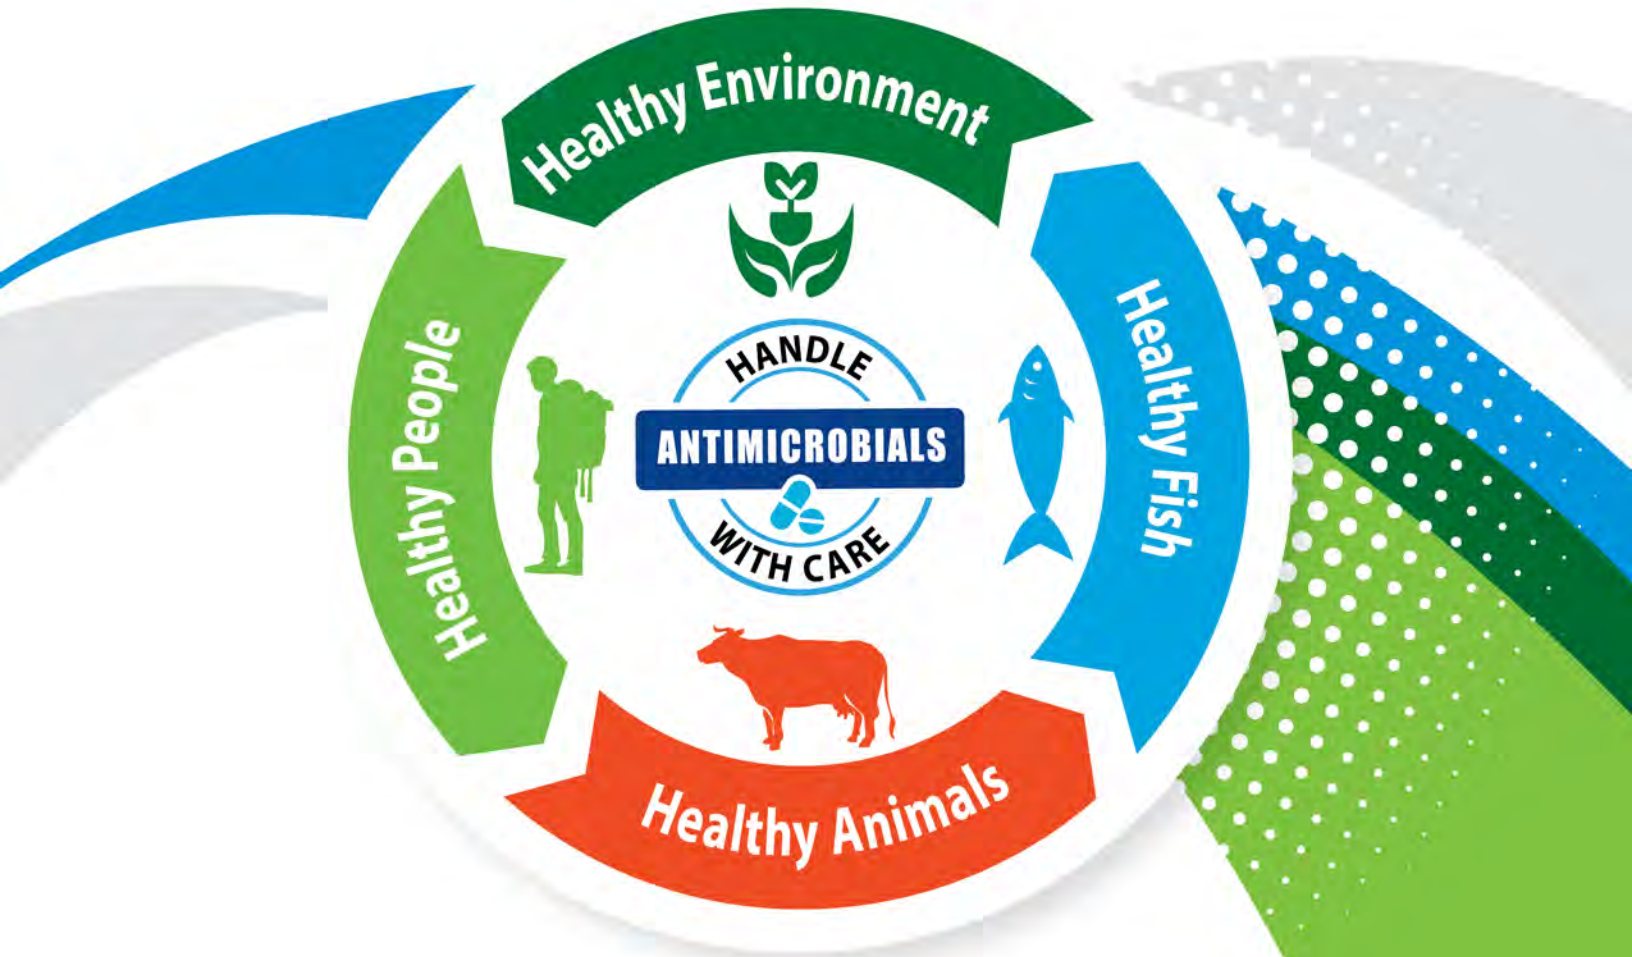 Healthy Environment
Healthy Fish
Healthy Animals
Healthy People
HANDLE
ANTIMICROBIALS
WITH CARE